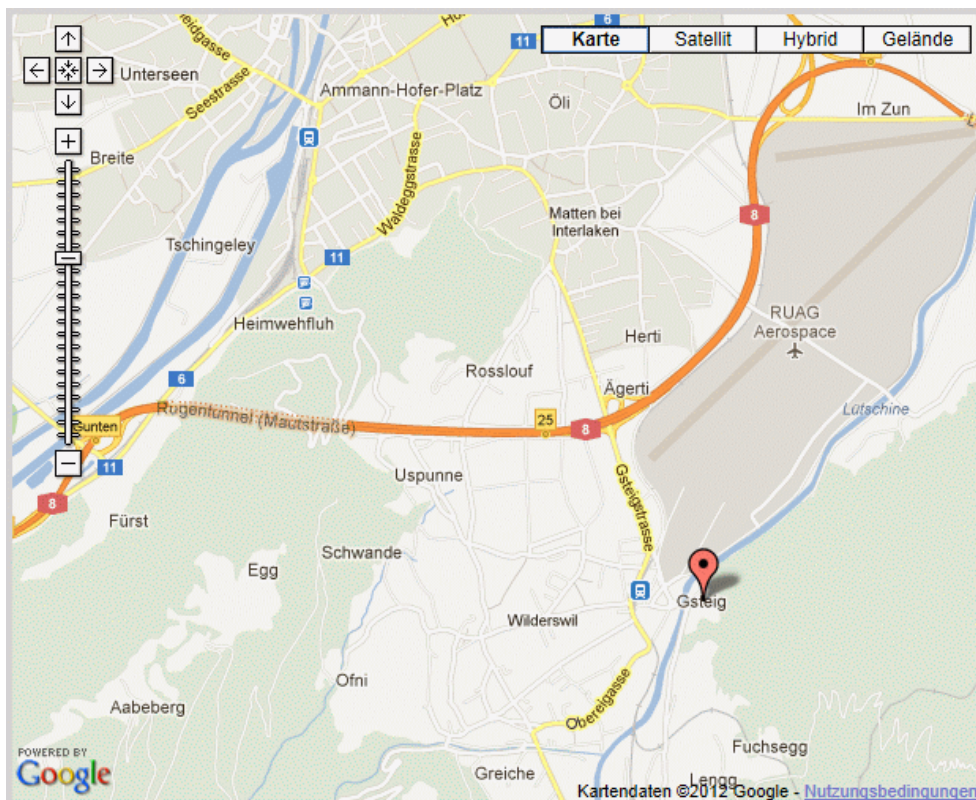 6
11
Karte
Satellit
Hybrid
Gelände
Unterseen
Seestrasse
Ammann-Hofer-Platz
Öli
Im Zun
Breite
Waldeggstrasse
8
Matten bei
Interlaken
Tschingeley
11
RUAG
Aerospace
Heimwehfluh
Herti
6
Rosslouf
Ägerti
Lütschine
Rugentunnel (Mautstraße)
25
8
Gunten
11
Uspunne
Gsteigstrasse
8
Fürst
Schwande
Egg
Gsteig
Wilderswil
Ofni
Aabeberg
Obereigasse
Fuchsegg
POWERED BY
Google
Greiche
Lengg
Kartendaten ©2012 Google - Nutzungsbedingungen